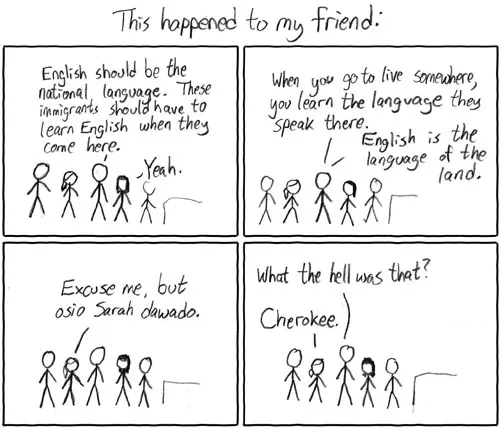 This happened to my friend:
English should be the
national language. These
immigrants should have to
learn English when they
come here.
Yeah.
When you go to live somewhere,
you learn the language they
speak there.
English is the
language of the
land.
Excuse me, but
osio Sarah dawado.
What the hell was that?
Cherokee.